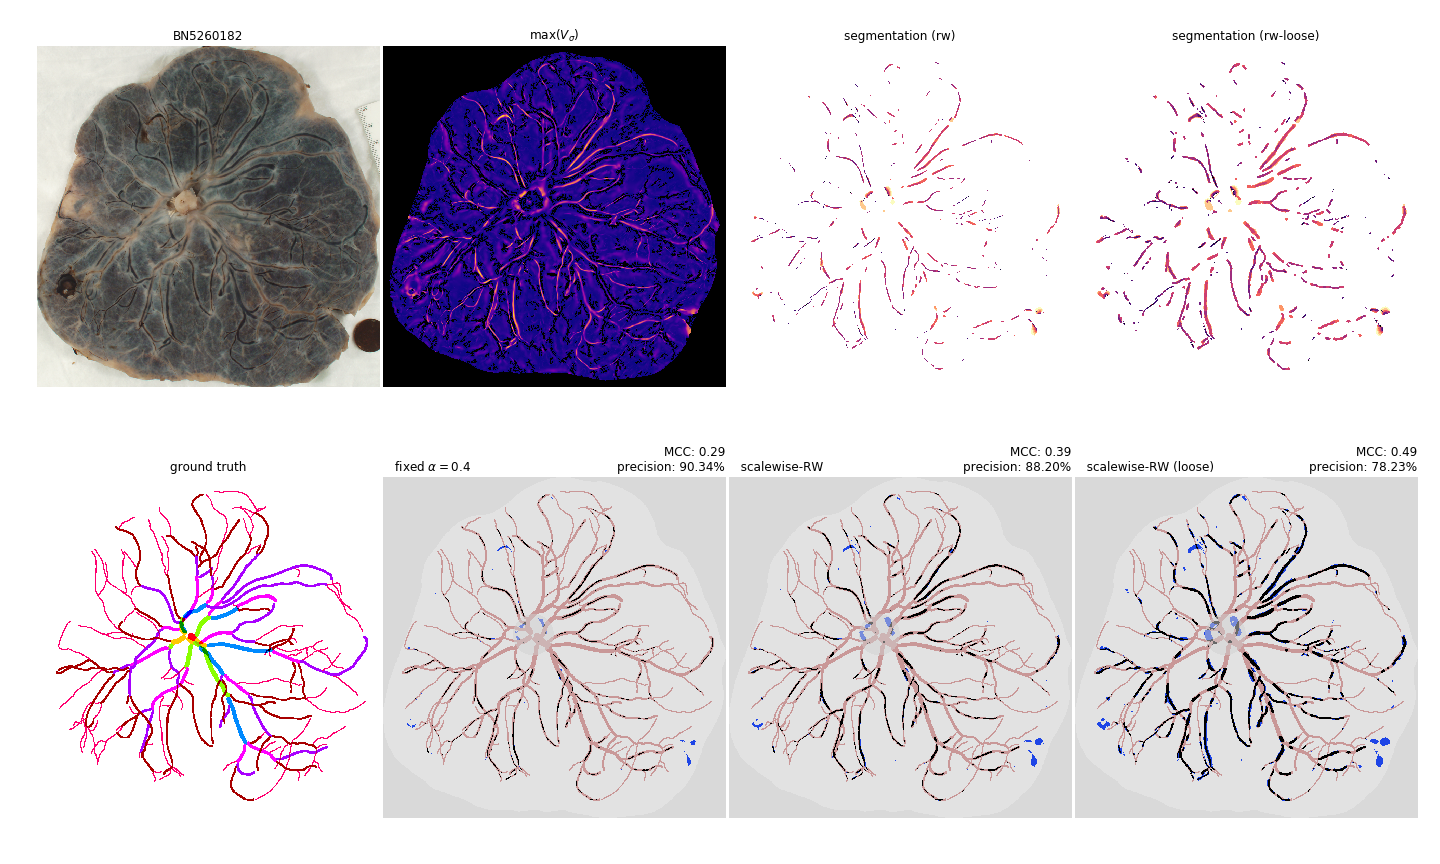 BN5260182
max(V_σ)
segmentation (rw)
segmentation (rw-loose)
ground truth
fixed α = 0.4
MCC: 0.29
precision: 90.34%
scalewise-RW
MCC: 0.39
precision: 88.20%
scalewise-RW (loose)
MCC: 0.49
precision: 78.23%